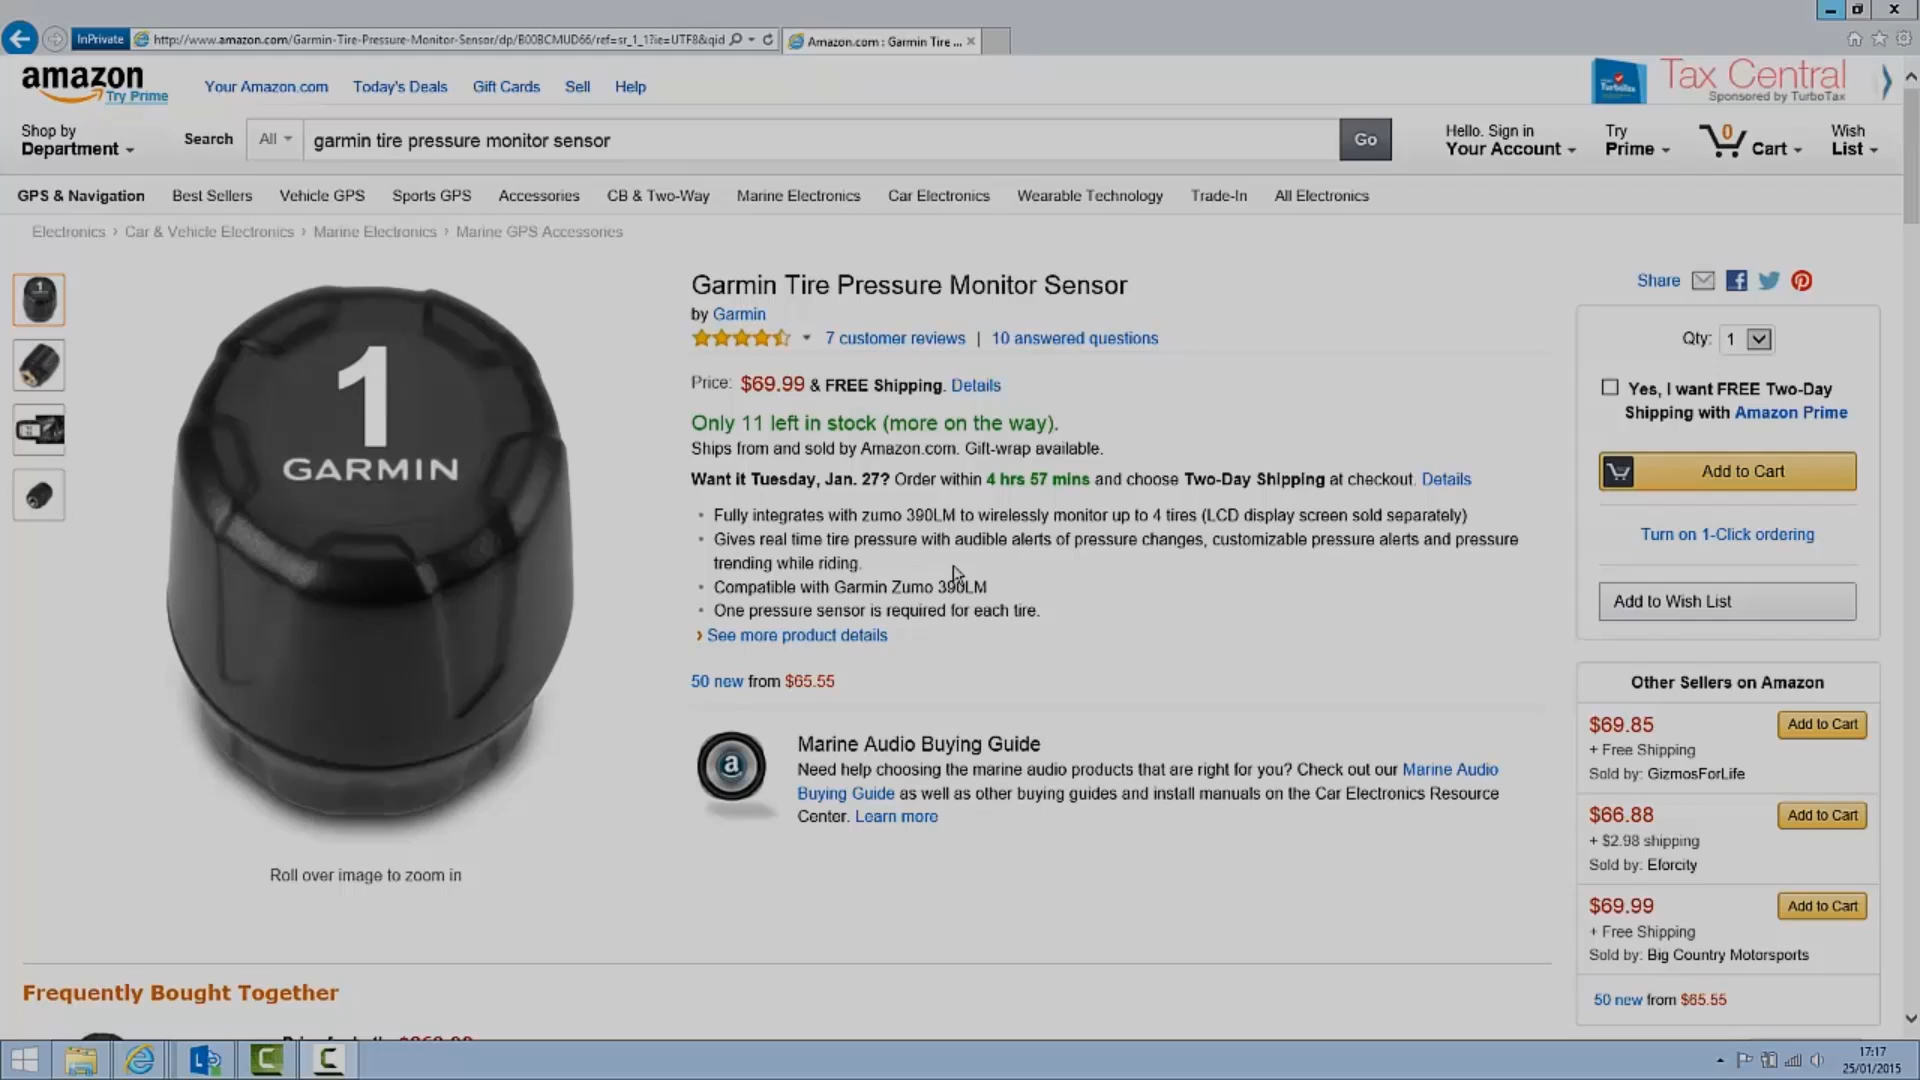 InPrivate http://www.amazon.com/Garmin-Tire-Pressure-Monitor-Sensor/dp/B00BCMUD66/ref=sr_1_1?ie=UTF8&qid
Amazon.com : Garmin Tire ...
amazon
Try Prime
Your Amazon.com Today's Deals Gift Cards Sell Help
TurboTax
Tax Central
Sponsored by TurboTax
Shop by
Department
Search All garmin tire pressure monitor sensor Go
Hello. Sign in
Your Account
Try
Prime
0
Cart
Wish
List
GPS & Navigation Best Sellers Vehicle GPS Sports GPS Accessories CB & Two-Way Marine Electronics Car Electronics Wearable Technology Trade-In All Electronics
Electronics › Car & Vehicle Electronics › Marine Electronics › Marine GPS Accessories
1
GARMIN
Roll over image to zoom in
Garmin Tire Pressure Monitor Sensor
by Garmin
7 customer reviews | 10 answered questions
Price: $69.99 & FREE Shipping. Details
Only 11 left in stock (more on the way).
Ships from and sold by Amazon.com. Gift-wrap available.
Want it Tuesday, Jan. 27? Order within 4 hrs 57 mins and choose Two-Day Shipping at checkout. Details
• Fully integrates with zumo 390LM to wirelessly monitor up to 4 tires (LCD display screen sold separately)
• Gives real time tire pressure with audible alerts of pressure changes, customizable pressure alerts and pressure
trending while riding.
• Compatible with Garmin Zumo 390LM
• One pressure sensor is required for each tire.
› See more product details
50 new from $65.55
a
Marine Audio Buying Guide
Need help choosing the marine audio products that are right for you? Check out our Marine Audio
Buying Guide as well as other buying guides and install manuals on the Car Electronics Resource
Center. Learn more
Share
Qty: 1
Yes, I want FREE Two-Day
Shipping with Amazon Prime
Add to Cart
Turn on 1-Click ordering
Add to Wish List
Other Sellers on Amazon
$69.85 Add to Cart
+ Free Shipping
Sold by: GizmosForLife
$66.88 Add to Cart
+ $2.98 shipping
Sold by: Eforcity
$69.99 Add to Cart
+ Free Shipping
Sold by: Big Country Motorsports
50 new from $65.55
Frequently Bought Together
17:17
25/01/2015